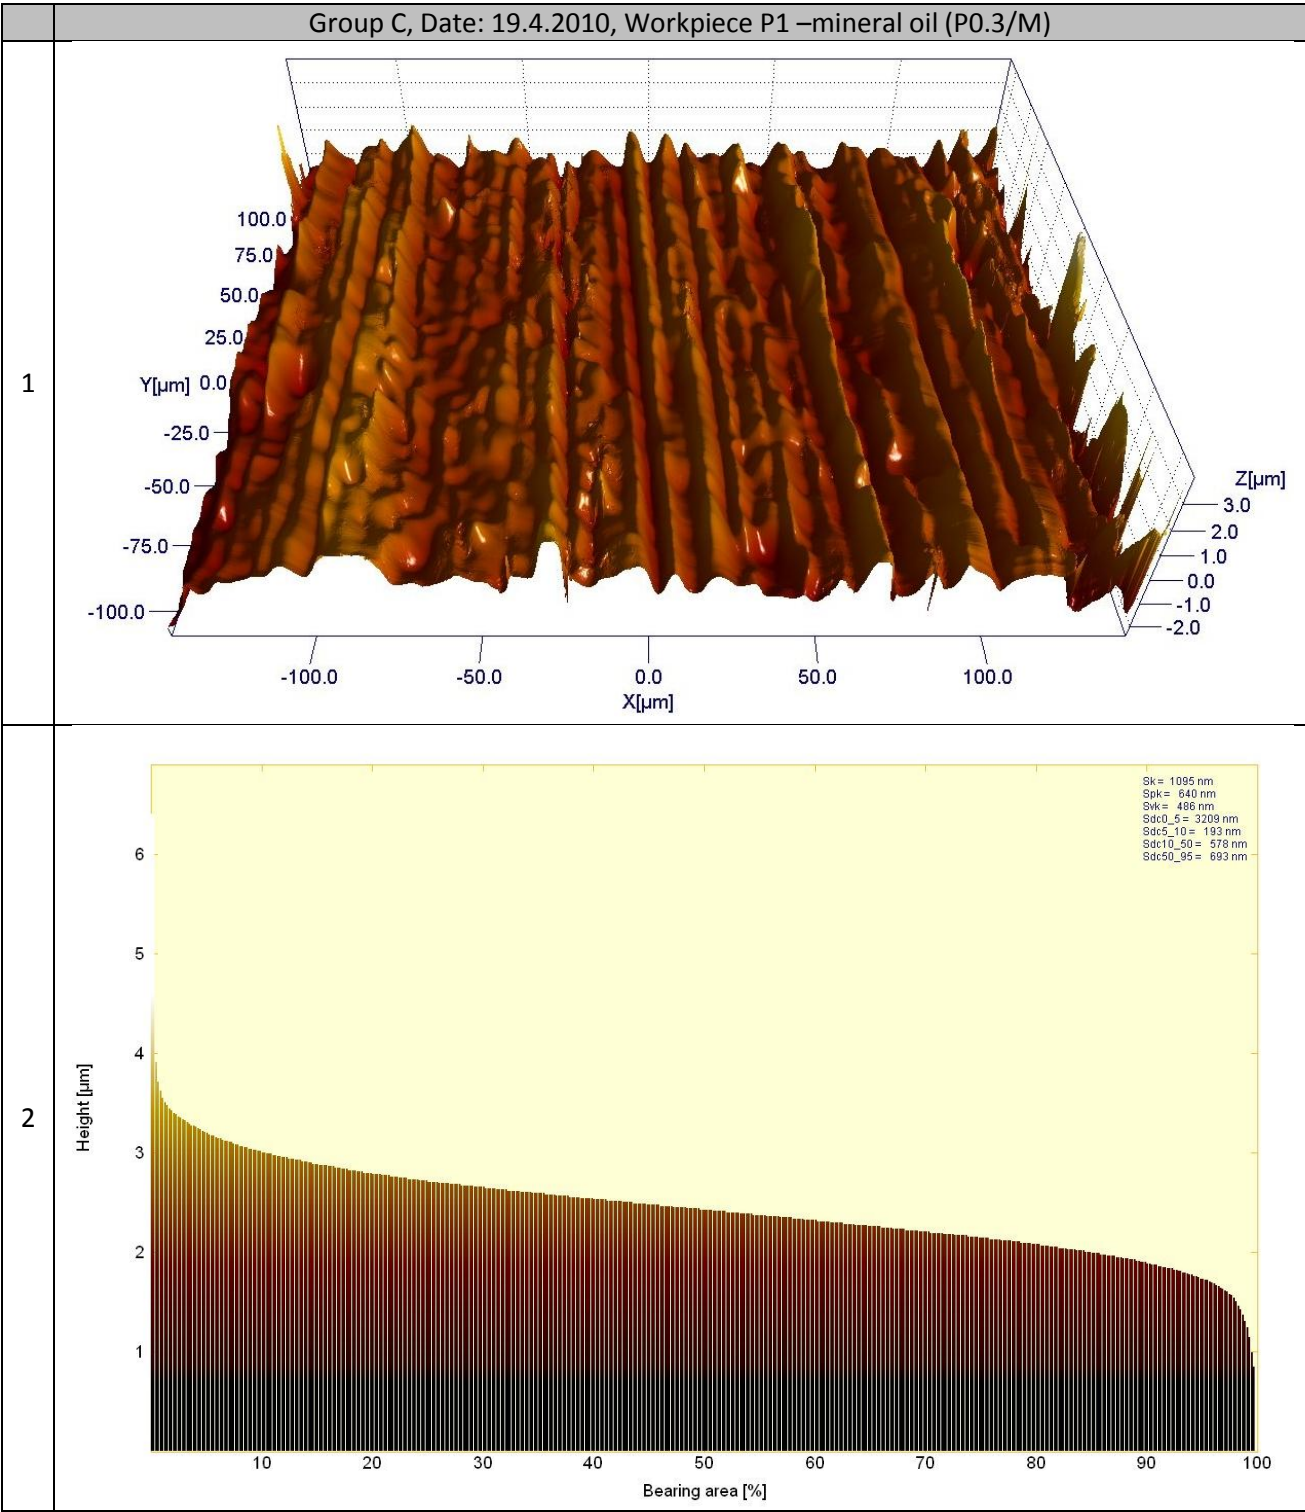 Group C, Date: 19.4.2010, Workpiece P1 –mineral oil (P0.3/M)
1
100.0
75.0
50.0
25.0
Y[µm] 0.0
-25.0
-50.0
-75.0
-100.0
Z[µm]
3.0
2.0
1.0
0.0
-1.0
-2.0
-100.0 -50.0 0.0 50.0 100.0
X[µm]
2
Sk= 1095 nm
Spk= 640 nm
Svk= 486 nm
Sdc0_5= 3209 nm
Sdc5_10= 193 nm
Sdc10_50= 578 nm
Sdc50_95= 693 nm
6
5
4
Height [µm]
3
2
1
10 20 30 40 50 60 70 80 90 100
Bearing area [%]